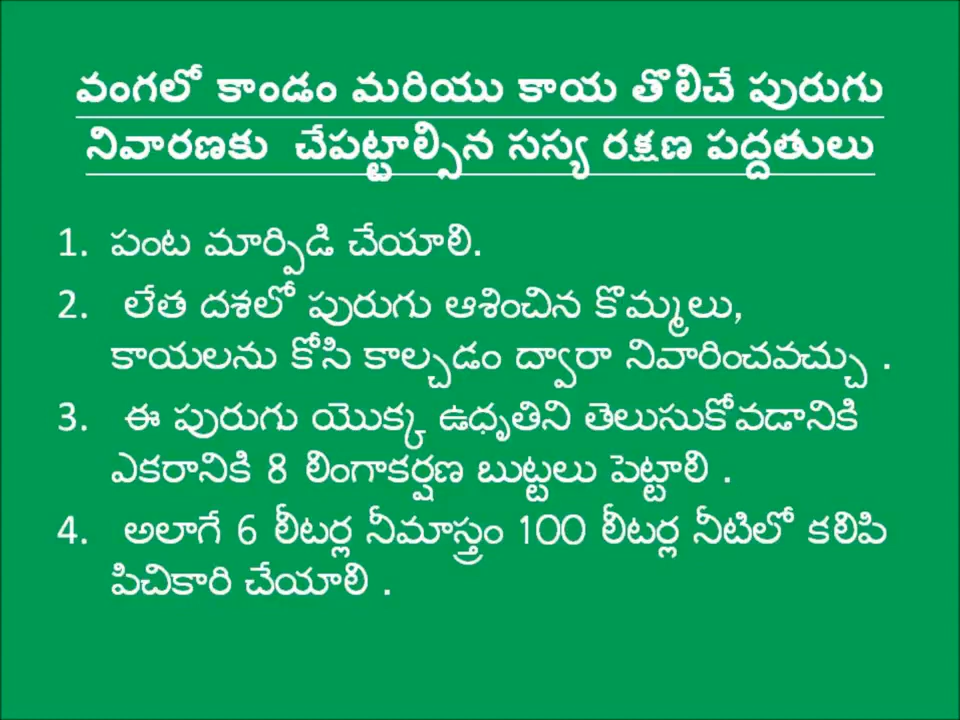 వంగలో కాండం మరియు కాయ తొలిచే పురుగు
నివారణకు చేపట్టాల్సిన సస్య రక్షణ పద్దతులు
1. పంట మార్పిడి చేయాలి.
2. లేత దశలో పురుగు ఆశించిన కొమ్మలు,
కాయలను కోసి కాల్చడం ద్వారా నివారించవచ్చు .
3. ఈ పురుగు యొక్క ఉధృతిని తెలుసుకోవడానికి
ఎకరానికి 8 లింగాకర్షణ బుట్టలు పెట్టాలి .
4. అలాగే 6 లీటర్ల నీమాస్త్రం 100 లీటర్ల నీటిలో కలిపి
పిచికారి చేయాలి .